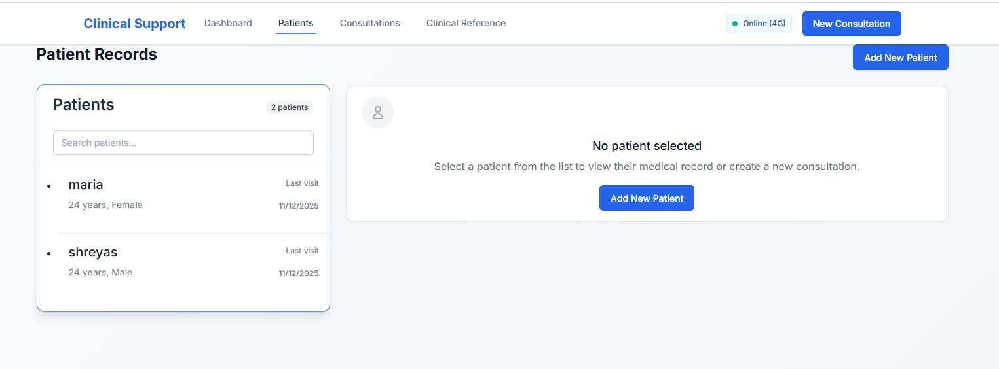 Clinical Support Dashboard Patients Consultations Clinical Reference Online (4G) New Consultation
Patient Records Add New Patient
Patients 2 patients
Search patients...
maria Last visit
24 years, Female 11/12/2025
shreyas Last visit
24 years, Male 11/12/2025
No patient selected
Select a patient from the list to view their medical record or create a new consultation.
Add New Patient